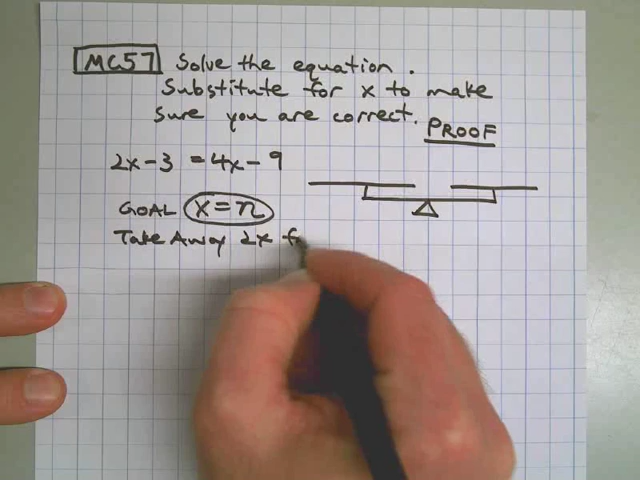 MC57 Solve the equation.
Substitute for x to make
sure you are correct.
PROOF
2x-3 = 4x-9
GOAL x=n
Take Away 2x f